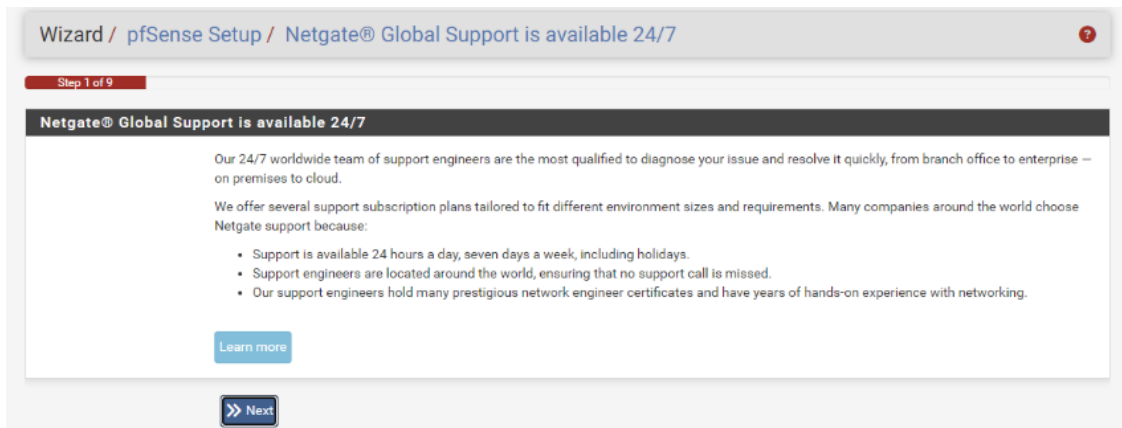 Wizard / pfSense Setup / Netgate® Global Support is available 24/7
?
Step 1 of 9
Netgate® Global Support is available 24/7
Our 24/7 worldwide team of support engineers are the most qualified to diagnose your issue and resolve it quickly, from branch office to enterprise —
on premises to cloud.
We offer several support subscription plans tailored to fit different environment sizes and requirements. Many companies around the world choose
Netgate support because:
• Support is available 24 hours a day, seven days a week, including holidays.
• Support engineers are located around the world, ensuring that no support call is missed.
• Our support engineers hold many prestigious network engineer certificates and have years of hands-on experience with networking.
Learn more
Next